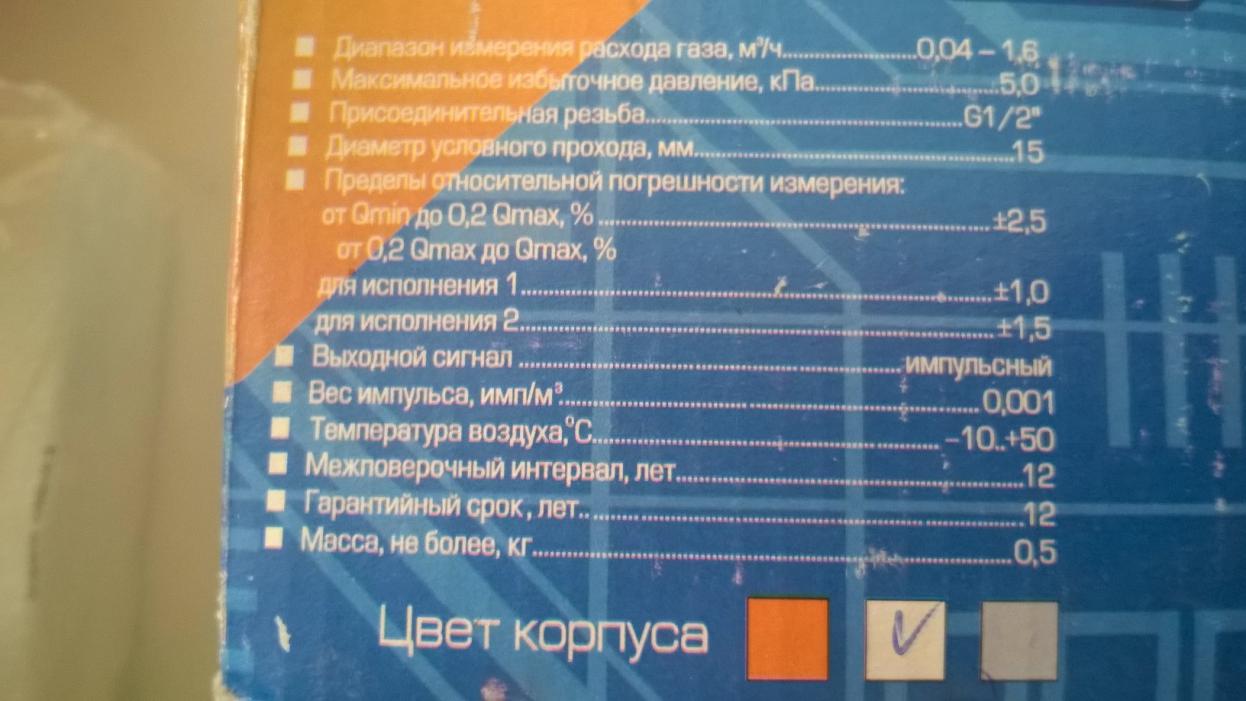 Диапазон измерения расхода газа, м³/ч..........0,04 – 1,6
Максимальное избыточное давление, кПа..........5,0
Присоединительная резьба..........G1/2"
Диаметр условного прохода, мм..........15
Пределы относительной погрешности измерения:
от Qmin до 0,2 Qmax, %..........±2,5
от 0,2 Qmax до Qmax, %
для исполнения 1..........±1,0
для исполнения 2..........±1,5
Выходной сигнал..........импульсный
Вес импульса, имп/м³..........0,001
Температура воздуха,°С..........–10..+50
Межповерочный интервал, лет..........12
Гарантийный срок, лет..........12
Масса, не более, кг..........0,5
Цвет корпуса